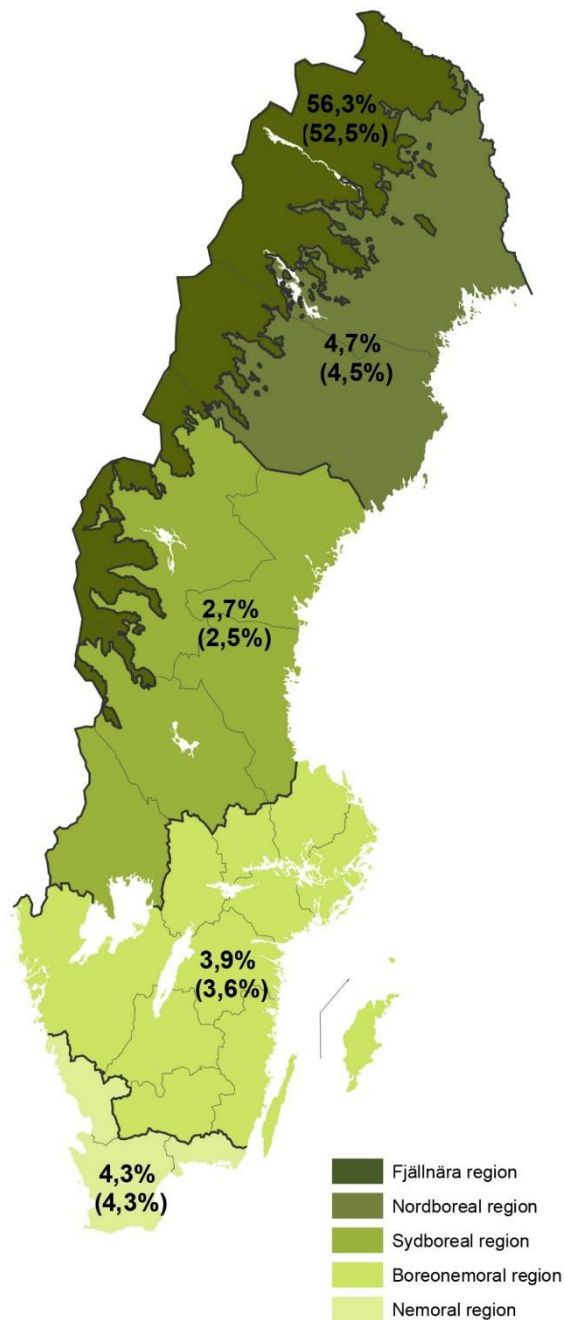 56,3%
(52,5%)
4,7%
(4,5%)
2,7%
(2,5%)
3,9%
(3,6%)
4,3%
(4,3%)
Fjällnära region
Nordboreal region
Sydboreal region
Boreonemoral region
Nemoral region